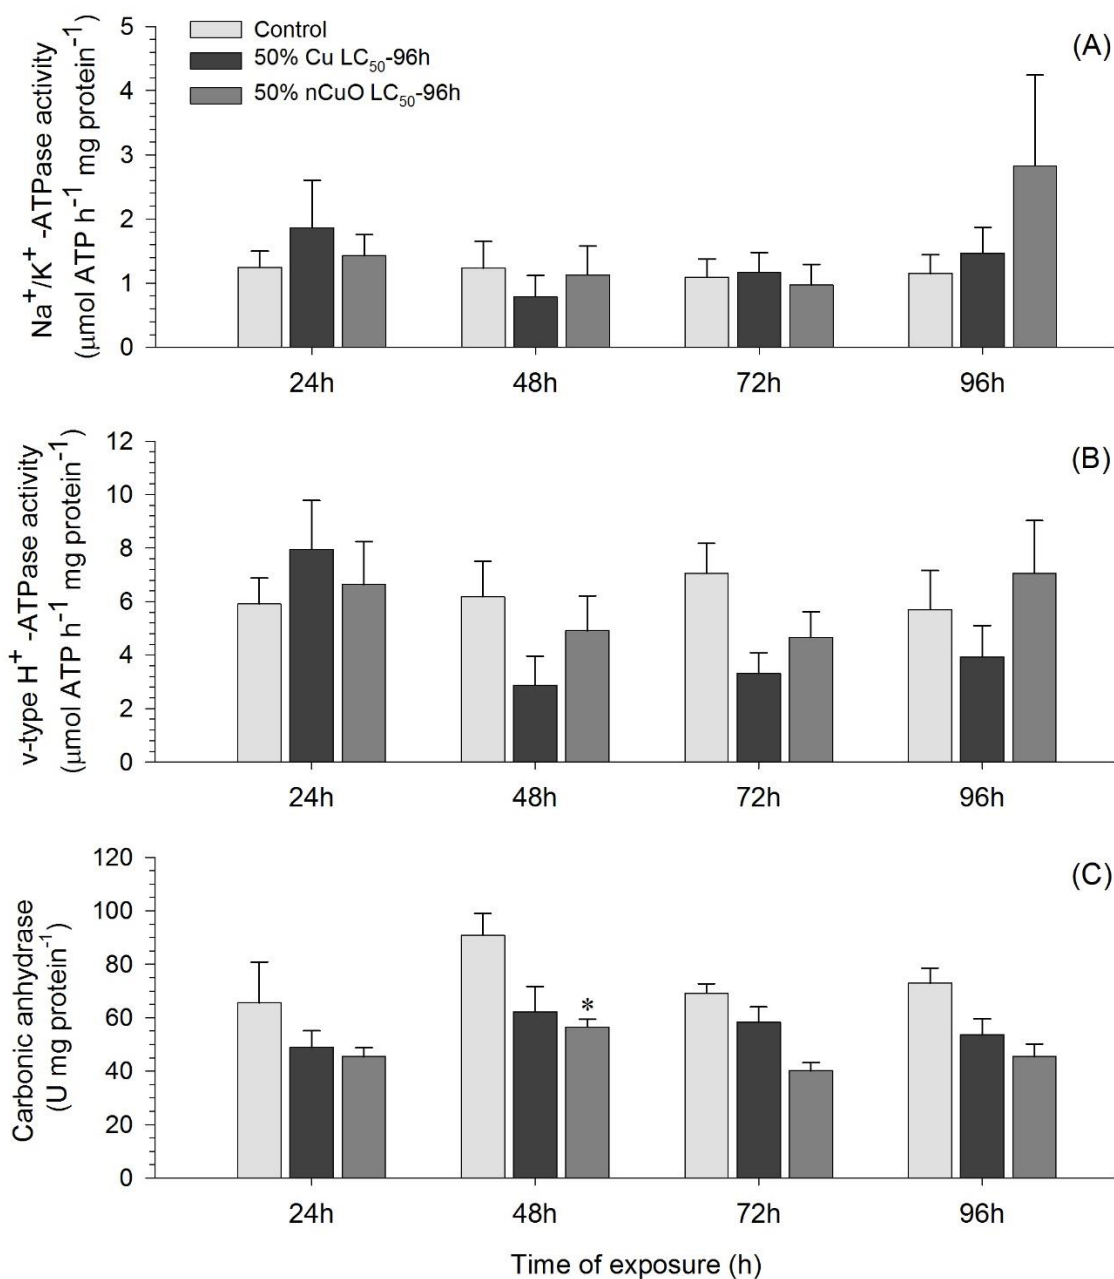 Control
50% Cu LC₅₀-96h
50% nCuO LC₅₀-96h
(A)
Na⁺/K⁺ -ATPase activity
(μmol ATP h⁻¹ mg protein⁻¹)
5
4
3
2
1
0
24h 48h 72h 96h
(B)
v-type H⁺ -ATPase activity
(μmol ATP h⁻¹ mg protein⁻¹)
12
10
8
6
4
2
0
24h 48h 72h 96h
(C)
Carbonic anhydrase
(U mg protein⁻¹)
120
100
80
60
40
20
0
*
24h 48h 72h 96h
Time of exposure (h)